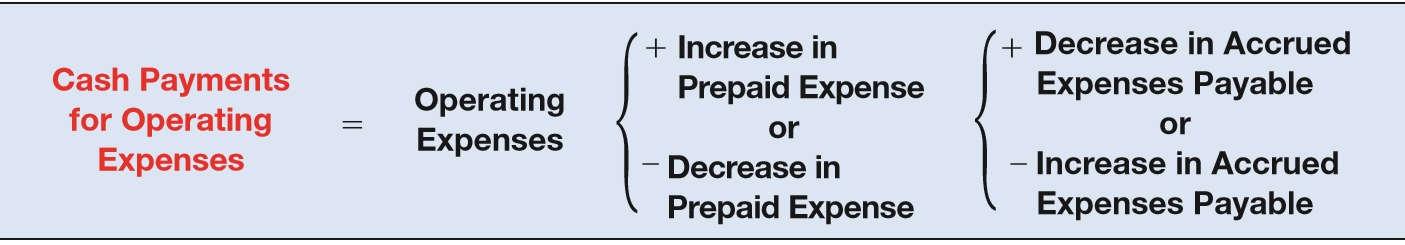 Cash Payments
for Operating
Expenses
=
Operating
Expenses
+ Increase in
Prepaid Expense
or
− Decrease in
Prepaid Expense
+ Decrease in Accrued
Expenses Payable
or
− Increase in Accrued
Expenses Payable